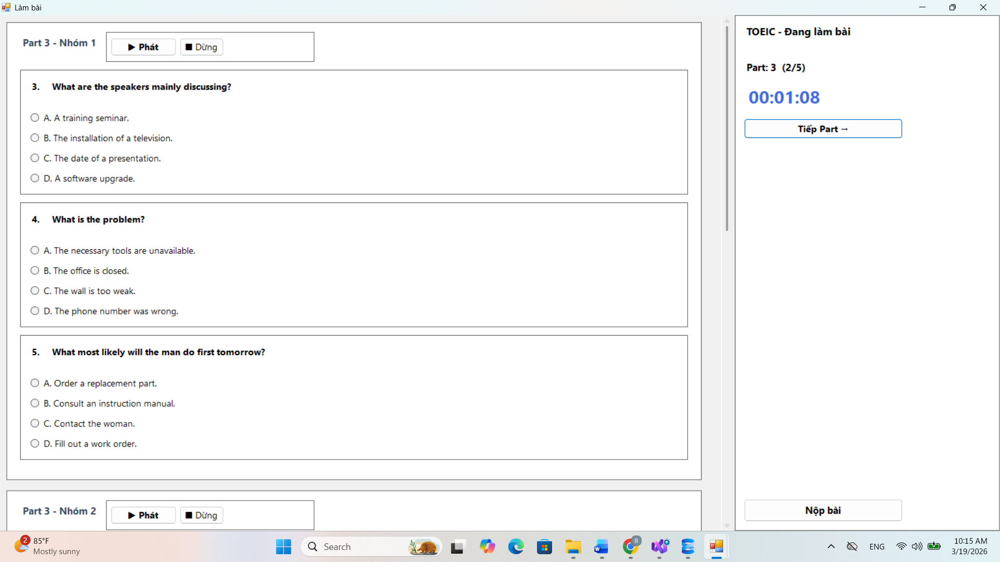 Làm bài
Part 3 - Nhóm 1
▶ Phát
■ Dừng
3. What are the speakers mainly discussing?
A. A training seminar.
B. The installation of a television.
C. The date of a presentation.
D. A software upgrade.
4. What is the problem?
A. The necessary tools are unavailable.
B. The office is closed.
C. The wall is too weak.
D. The phone number was wrong.
5. What most likely will the man do first tomorrow?
A. Order a replacement part.
B. Consult an instruction manual.
C. Contact the woman.
D. Fill out a work order.
Part 3 - Nhóm 2
▶ Phát
■ Dừng
TOEIC - Đang làm bài
Part: 3 (2/5)
00:01:08
Tiếp Part →
Nộp bài
2
85°F
Mostly sunny
Search
W
B
ENG
10:15 AM
3/19/2026